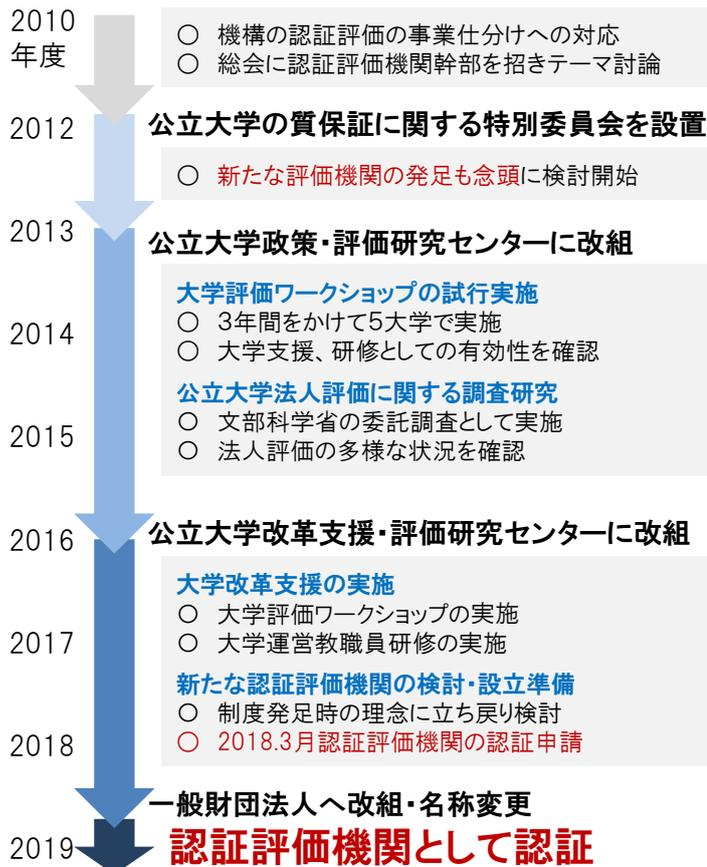 2010
年度
○ 機構の認証評価の事業仕分けへの対応
○ 総会に認証評価機関幹部を招きテーマ討論
2012
公立大学の質保証に関する特別委員会を設置
○ 新たな評価機関の発足も念頭に検討開始
2013
公立大学政策・評価研究センターに改組
大学評価ワークショップの試行実施
○ 3年間をかけて5大学で実施
2014
○ 大学支援、研修としての有効性を確認
公立大学法人評価に関する調査研究
○ 文部科学省の委託調査として実施
2015
○ 法人評価の多様な状況を確認
2016
公立大学改革支援・評価研究センターに改組
大学改革支援の実施
○ 大学評価ワークショップの実施
2017
○ 大学運営教職員研修の実施
新たな認証評価機関の検討・設立準備
○ 制度発足時の理念に立ち戻り検討
2018
○ 2018.3月認証評価機関の認証申請
一般財団法人へ改組・名称変更
2019
認証評価機関として認証